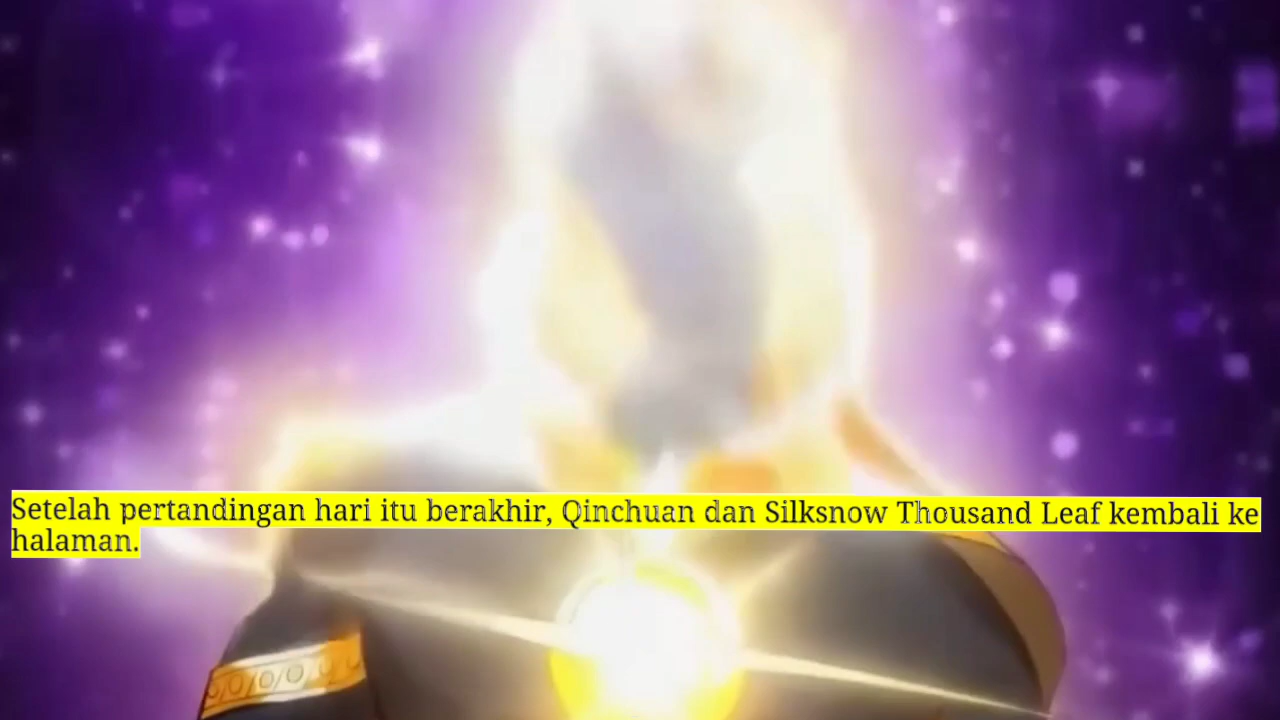 Setelah pertandingan hari itu berakhir, Qinchuan dan Silksnow Thousand Leaf kembali ke
halaman.